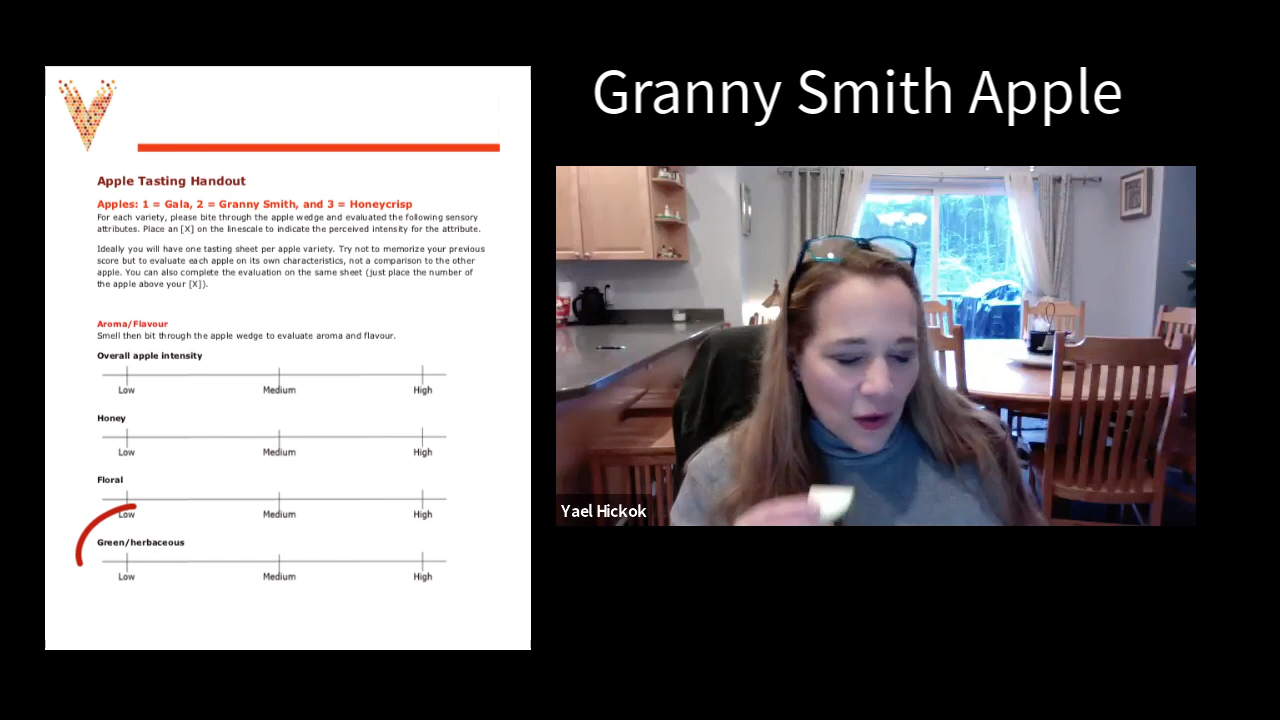 Granny Smith Apple
Apple Tasting Handout
Apples: 1 = Gala, 2 = Granny Smith, and 3 = Honeycrisp
For each variety, please bite through the apple wedge and evaluated the following sensory
attributes. Place an [X] on the linescale to indicate the perceived intensity for the attribute.
Ideally you will have one tasting sheet per apple variety. Try not to memorize your previous
score but to evaluate each apple on its own characteristics, not a comparison to the other
apple. You can also complete the evaluation on the same sheet (just place the number of
the apple above your [X]).
Aroma/Flavour
Smell then bit through the apple wedge to evaluate aroma and flavour.
Overall apple intensity
Low Medium High
Honey
Low Medium High
Floral
Low Medium High
Green/herbaceous
Low Medium High
Yael Hickok